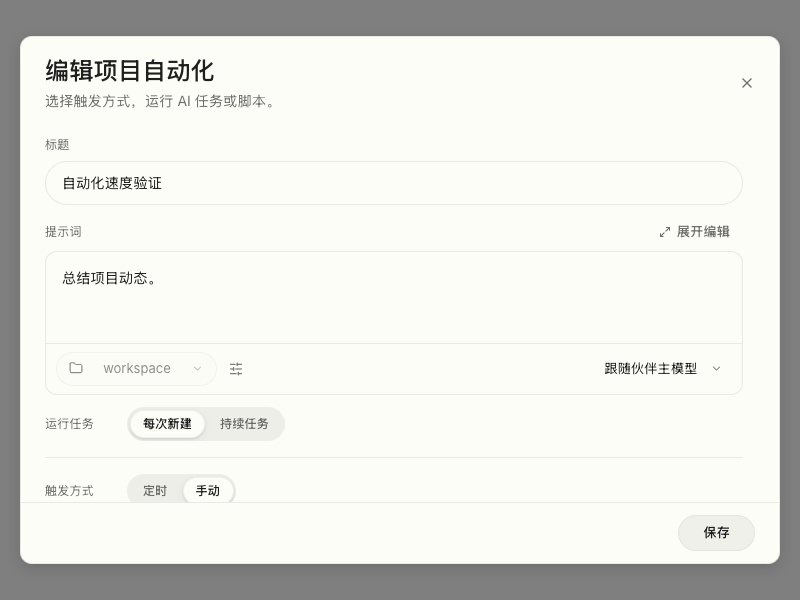 编辑项目自动化
选择触发方式，运行 AI 任务或脚本。
标题
自动化速度验证
提示词
展开编辑
总结项目动态。
workspace
跟随伙伴主模型
运行任务
每次新建
持续任务
触发方式
定时
手动
保存